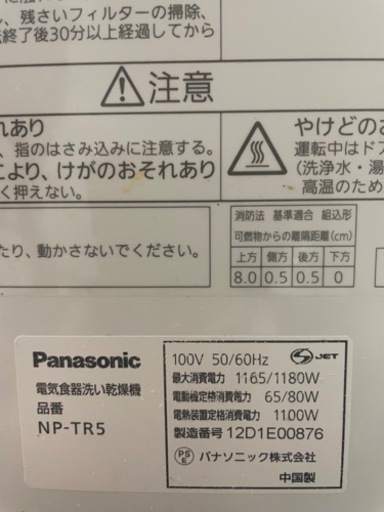 、残さいフィルターの掃除、
終了後30分以上経過してから
注意
れあり
、指のはさみ込みに注意する。
こより、けがのおそれあり
く押えない。
やけどのお
運転中はドア
(洗浄水・湯
高温のため
たり、動かさないでください。
消防法 基準適合 組込形
可燃物からの離隔距離(cm)
上方 側方 後方 下方
8.0 0.5 0.5 0
Panasonic
電気食器洗い乾燥機
品番
NP-TR5
100V 50/60Hz
S JET
最大消費電力 1165/1180W
電動機定格消費電力 65/80W
電熱装置定格消費電力 1100W
製造番号 12D1E00876
PSE パナソニック株式会社
中国製